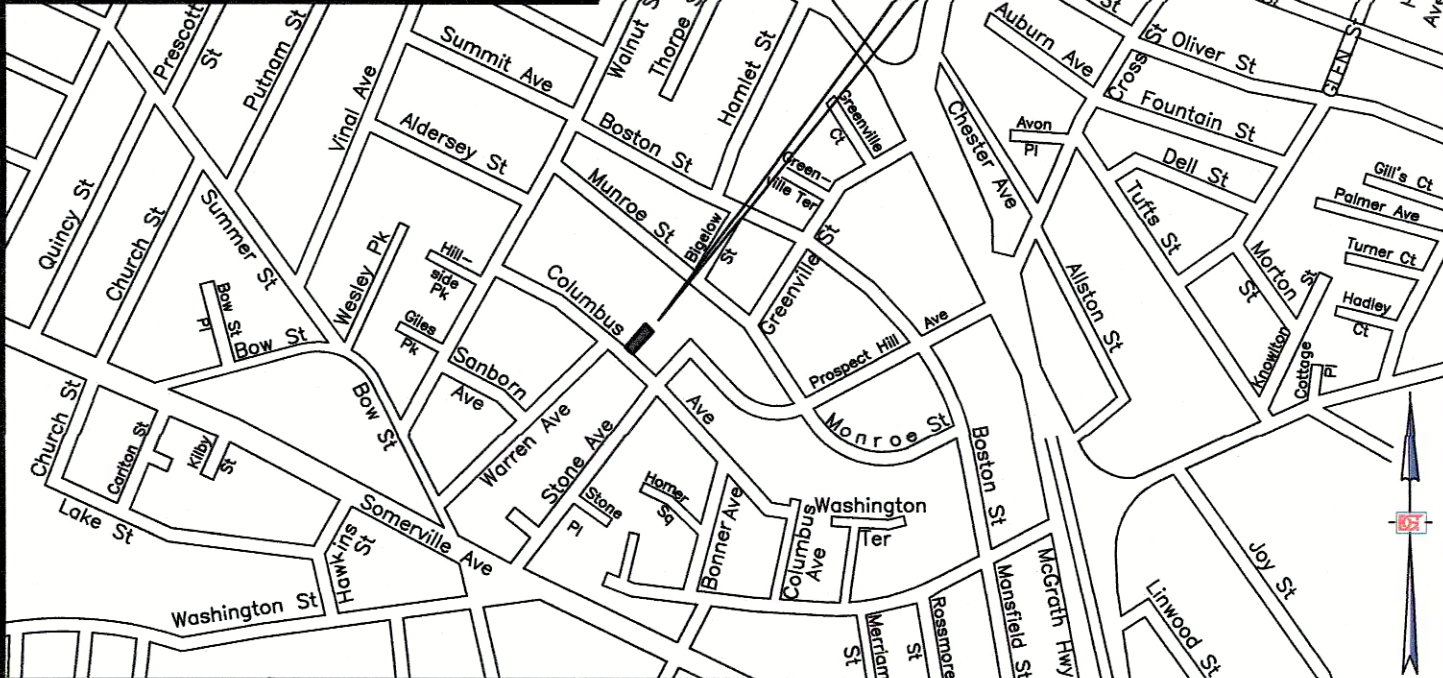 Prescott
St
Putnam St
Vinal Ave
Summit Ave
Walnut
Thorpe
Hamlet St
Auburn Ave
St
Cross
St
Oliver St
GLEN
Ave
Aldersey St
Boston St
Greenville
Ct
Chester Ave
Avon
Pl
Fountain St
Dell St
Gill's Ct
Palmer Ave
Turner Ct
Hadley
Ct
Quincy St
Church St
Summer St
Munroe St
Green-
Ville Ter
Bigelow
St
Tufts St
Morton
St
Wesley Pk
Hill-
side
Pk
Giles
Pk
Columbus
Greenville
St
Allston St
Knowlton
St
Cottage
Pl
Bow St
Pl
Bow St
Bow St
Sanborn
Ave
Prospect Hill
Ave
Church St
Carlton St
Kilby
St
Warren Ave
Stone Ave
Ave
Monroe St
Boston St
Lake St
Hawkins
St
Somerville Ave
Stone
Pl
Homer
Sq
Bonner Ave
Columbus
Ave
Washington
Ter
Washington St
Merriam
St
Rossmore
St
Mansfield St
McGrath Hwy
Linwood St
Joy St